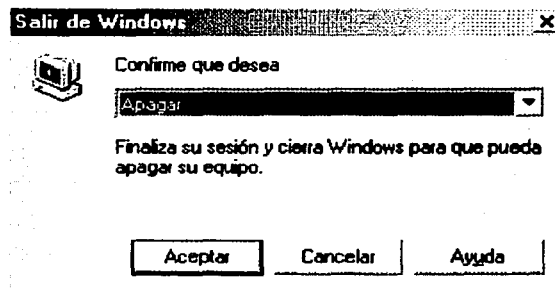 Salir de Windows
Confirme que desea
Apagar
Finaliza su sesión y cierra Windows para que pueda
apagar su equipo.
Aceptar Cancelar Ayuda